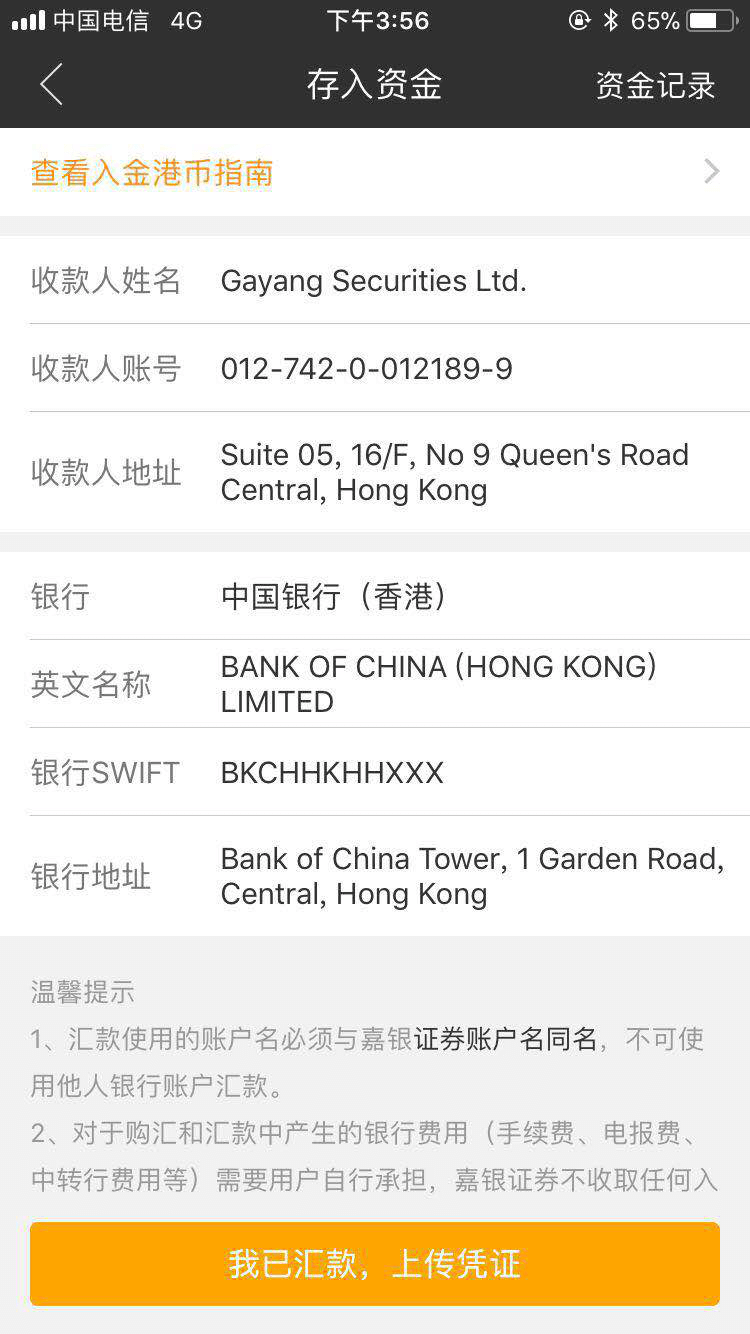 中国电信 4G 下午3:56 65%
存入资金 资金记录
查看入金港币指南
收款人姓名 Gayang Securities Ltd.
收款人账号 012-742-0-012189-9
收款人地址 Suite 05, 16/F, No 9 Queen's Road
Central, Hong Kong
银行 中国银行（香港）
英文名称 BANK OF CHINA (HONG KONG)
LIMITED
银行SWIFT BKCHHKHHXXX
银行地址 Bank of China Tower, 1 Garden Road,
Central, Hong Kong
温馨提示
1、汇款使用的账户名必须与嘉银证券账户名同名，不可使
用他人银行账户汇款。
2、对于购汇和汇款中产生的银行费用（手续费、电报费、
中转行费用等）需要用户自行承担，嘉银证券不收取任何入
我已汇款，上传凭证